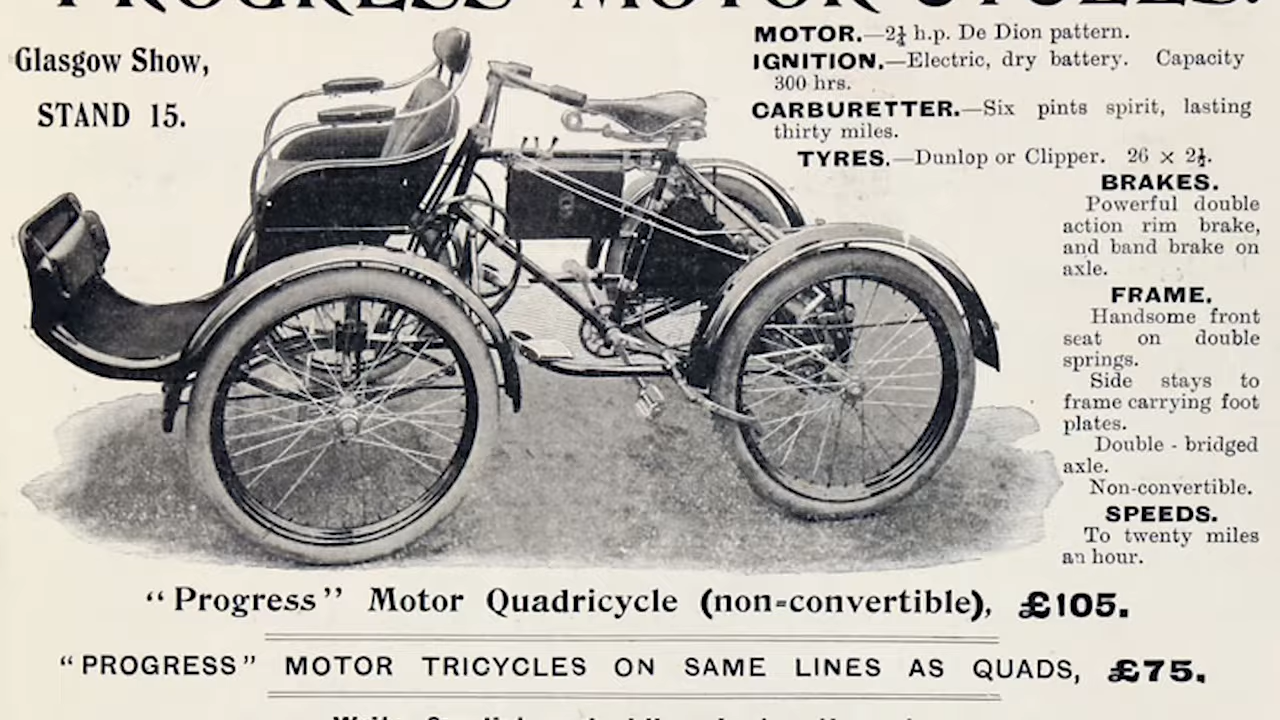 "PROGRESS" MOTOR CYCLES.
Glasgow Show,
STAND 15.
MOTOR.—2¼ h.p. De Dion pattern.
IGNITION.—Electric, dry battery. Capacity
300 hrs.
CARBURETTER.—Six pints spirit, lasting
thirty miles.
TYRES.—Dunlop or Clipper. 26 × 2½.
BRAKES.
Powerful double
action rim brake,
and band brake on
axle.
FRAME.
Handsome front
seat on double
springs.
Side stays to
frame carrying foot
plates.
Double-bridged
axle.
Non-convertible.
SPEEDS.
To twenty miles
an hour.
"Progress" Motor Quadricycle (non-convertible), £105.
"PROGRESS" MOTOR TRICYCLES ON SAME LINES AS QUADS, £75.